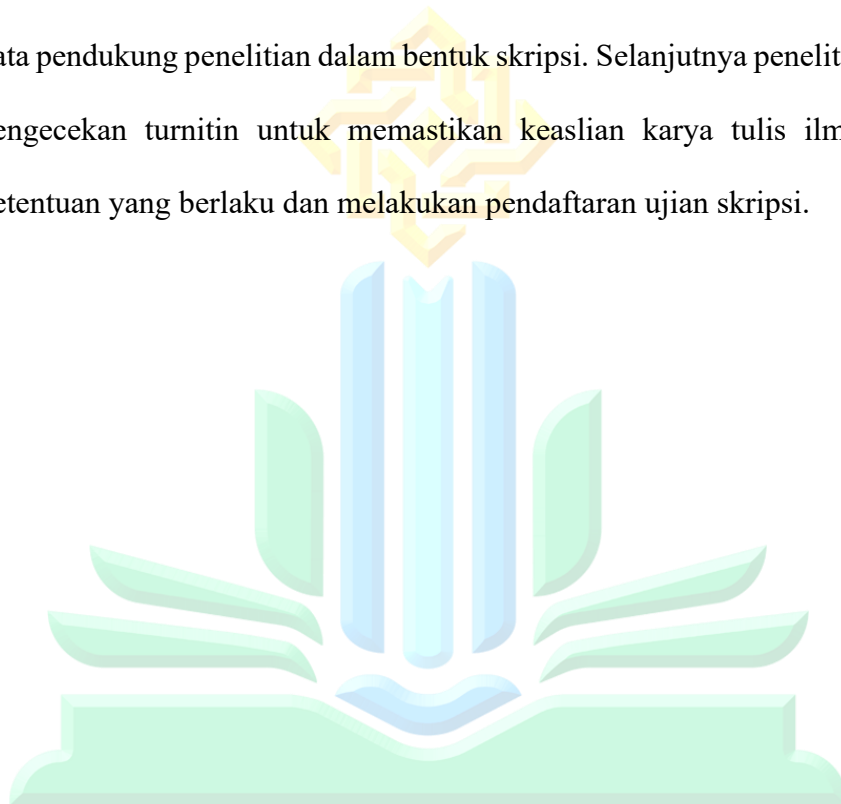 ata pendukung penelitian dalam bentuk skripsi. Selanjutnya penelit
engecekan turnitin untuk memastikan keaslian karya tulis ilm
etentuan yang berlaku dan melakukan pendaftaran ujian skripsi.